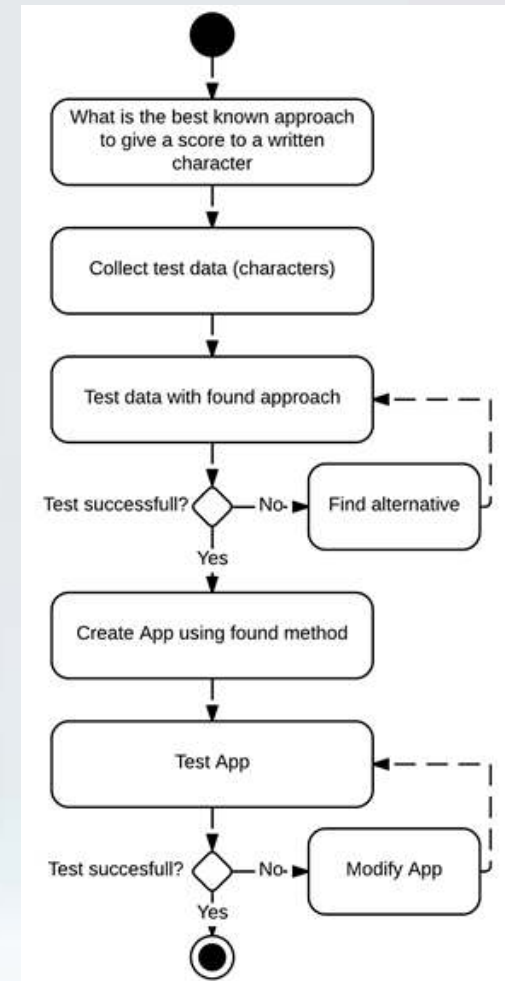 What is the best known approach
to give a score to a written
character
Collect test data (characters)
Test data with found approach
Test successfull?
No
Find alternative
Yes
Create App using found method
Test App
Test succesfull?
No
Modify App
Yes